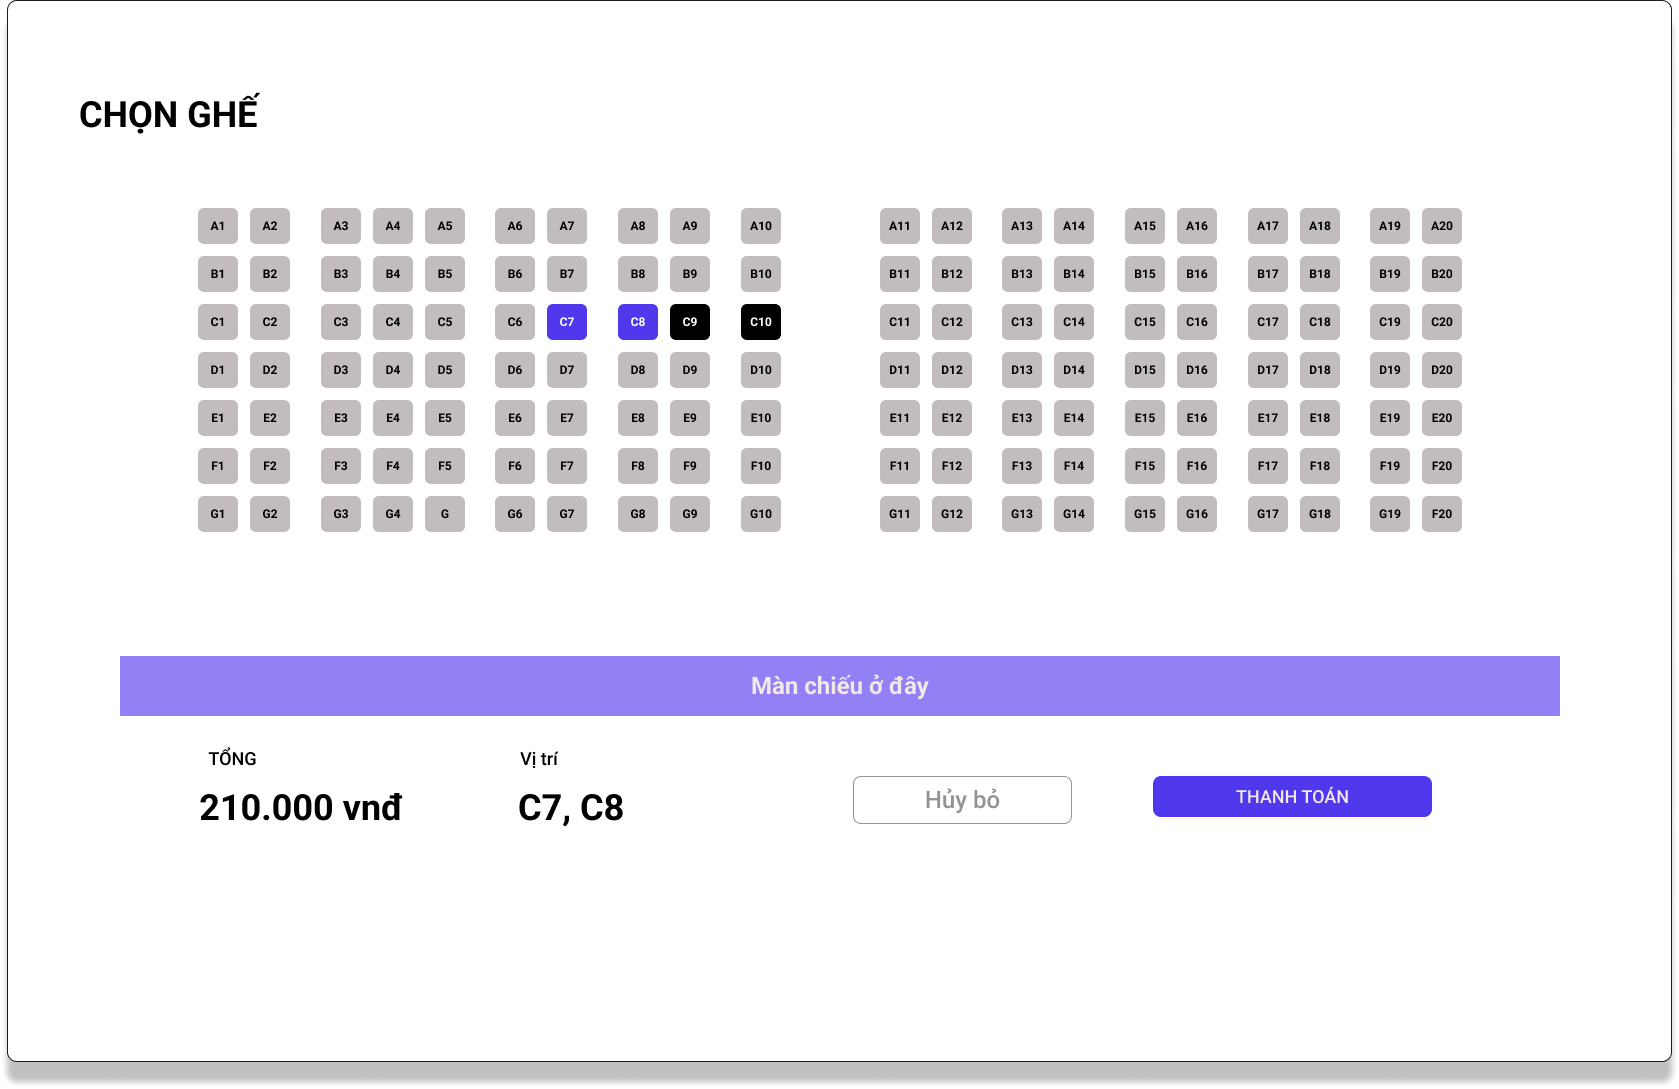 CHỌN GHẾ
A1 A2 A3 A4 A5 A6 A7 A8 A9 A10 A11 A12 A13 A14 A15 A16 A17 A18 A19 A20
B1 B2 B3 B4 B5 B6 B7 B8 B9 B10 B11 B12 B13 B14 B15 B16 B17 B18 B19 B20
C1 C2 C3 C4 C5 C6 C7 C8 C9 C10 C11 C12 C13 C14 C15 C16 C17 C18 C19 C20
D1 D2 D3 D4 D5 D6 D7 D8 D9 D10 D11 D12 D13 D14 D15 D16 D17 D18 D19 D20
E1 E2 E3 E4 E5 E6 E7 E8 E9 E10 E11 E12 E13 E14 E15 E16 E17 E18 E19 E20
F1 F2 F3 F4 F5 F6 F7 F8 F9 F10 F11 F12 F13 F14 F15 F16 F17 F18 F19 F20
G1 G2 G3 G4 G G6 G7 G8 G9 G10 G11 G12 G13 G14 G15 G16 G17 G18 G19 F20
Màn chiếu ở đây
TỔNG
210.000 vnđ
Vị trí
C7, C8
Hủy bỏ
THANH TOÁN